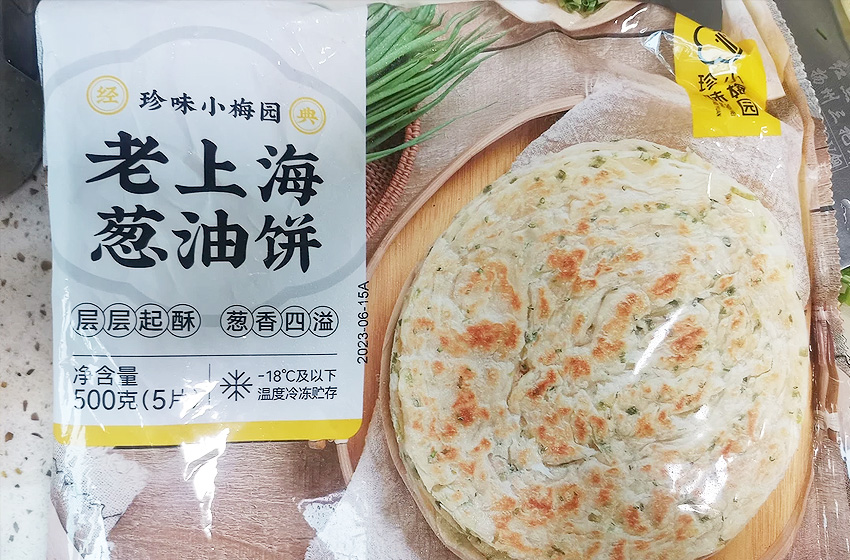 经 珍味小梅园 典
老上海
葱油饼
层层起酥 葱香四溢
净含量
500克(5片)
-18℃及以下
温度冷冻贮存
2023-06-15A
珍味
小梅园